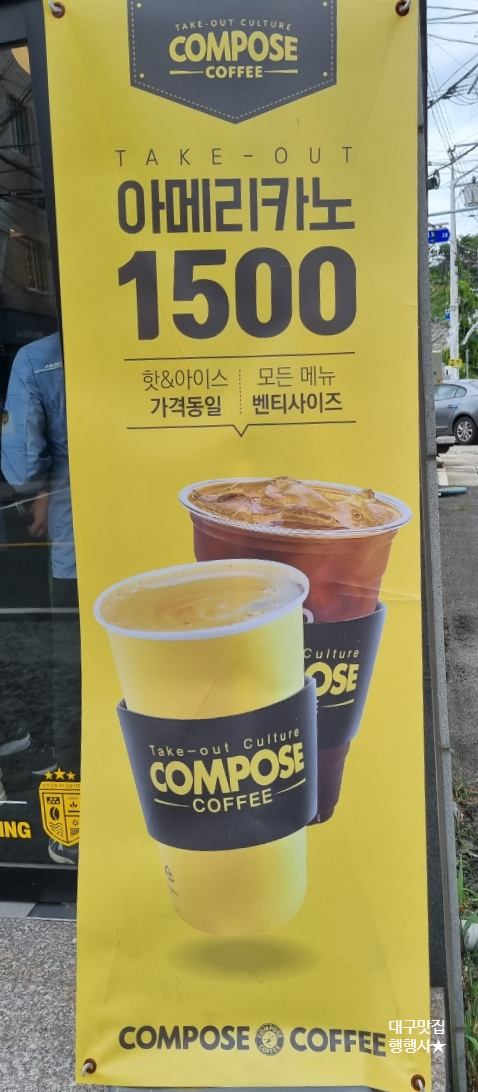 TAKE-OUT CULTURE
COMPOSE
COFFEE
TAKE-OUT
아메리카노
1500
핫&아이스 모든 메뉴
가격동일 벤티사이즈
Culture
OSE
Take-out Culture
COMPOSE
COFFEE
ING
COMPOSE COFFEE
대구맛집
행행사★